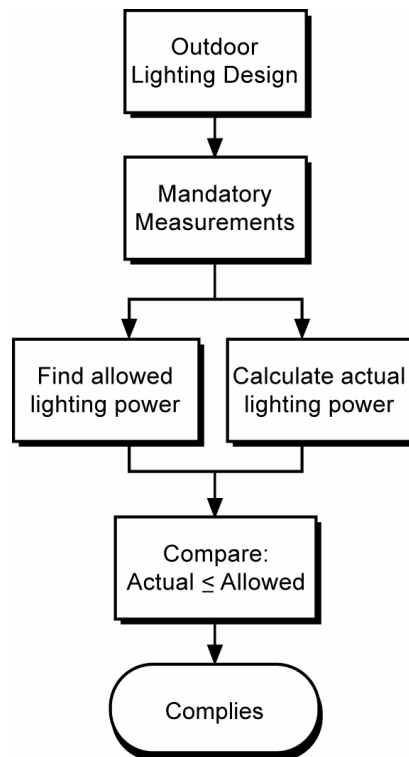 Outdoor
Lighting Design
Mandatory
Measurements
Find allowed
lighting power
Calculate actual
lighting power
Compare:
Actual ≤ Allowed
Complies